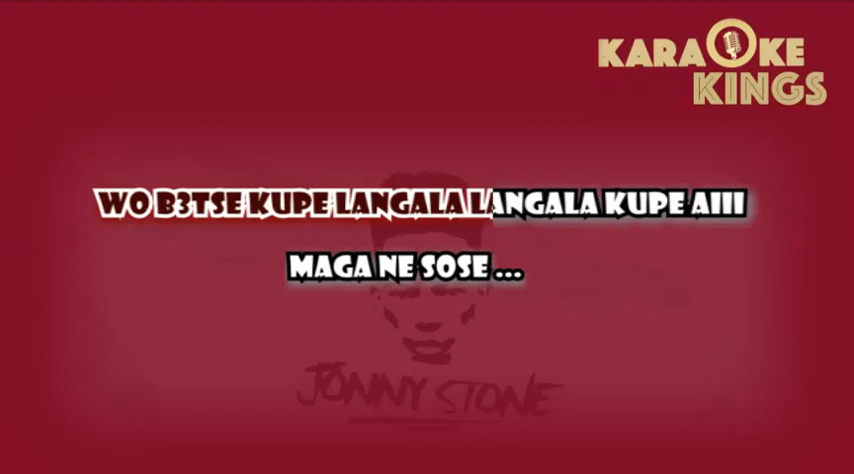 KARAOKE
KINGS
WO B3TSE KUPE LANGALA LANGALA KUPE AIII
MAGA NE SOSE ...
JONNY STONE